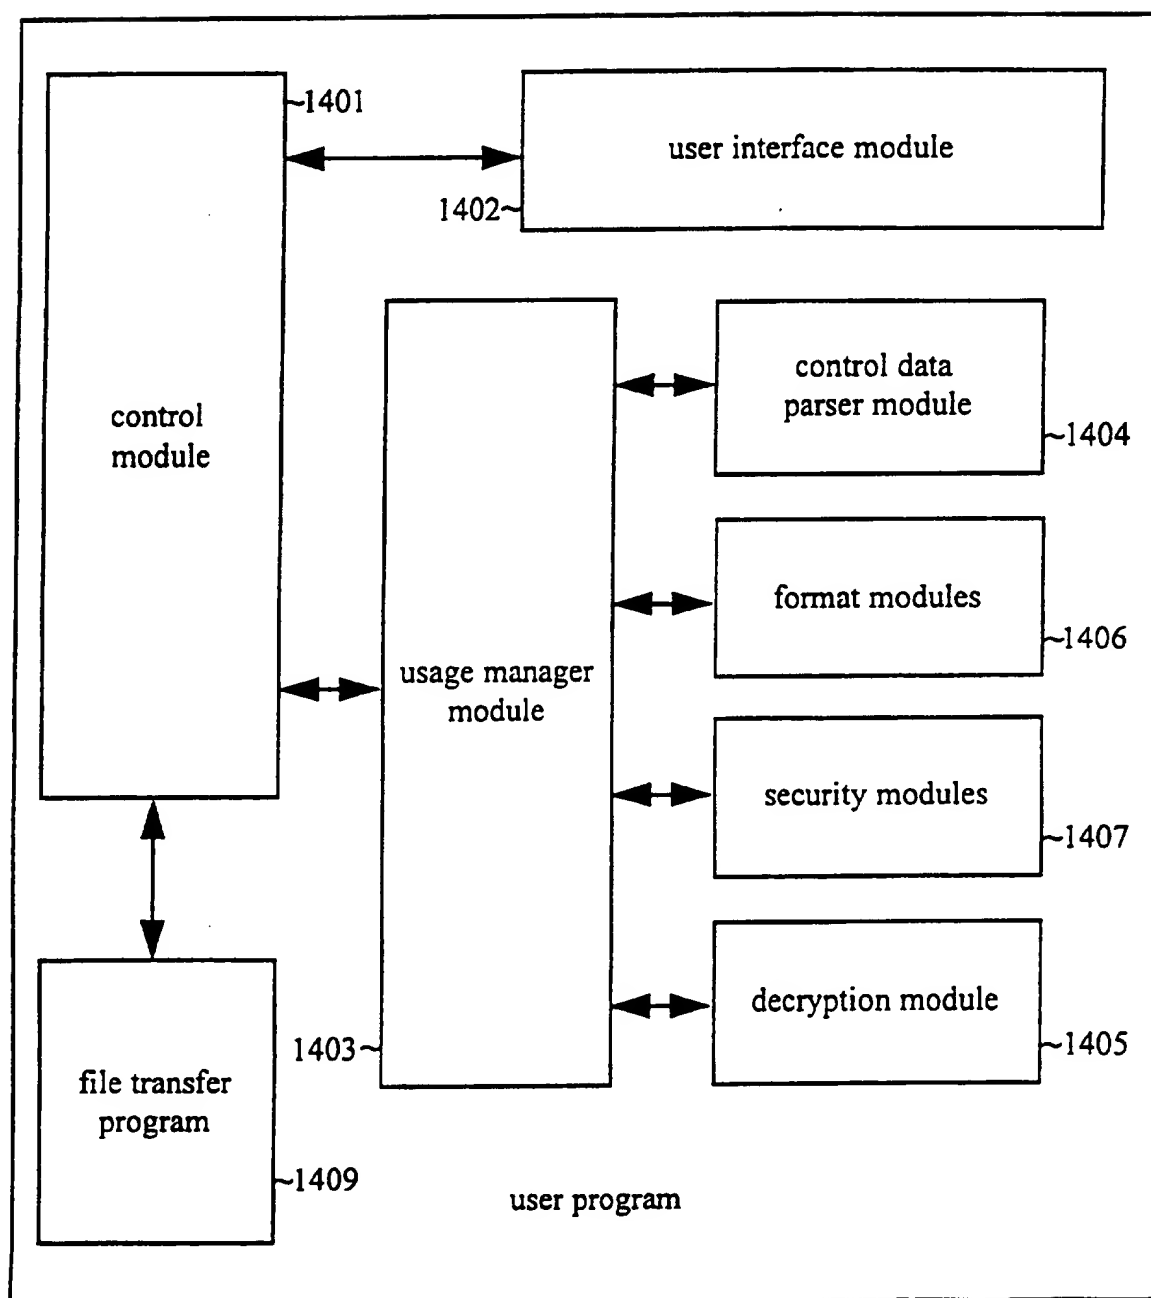 ~1401
user interface module
1402~
control data
parser module
control
module
~1404
format modules
~1406
usage manager
module
security modules
~1407
decryption module
1403~
~1405
file transfer
program
~1409
user program